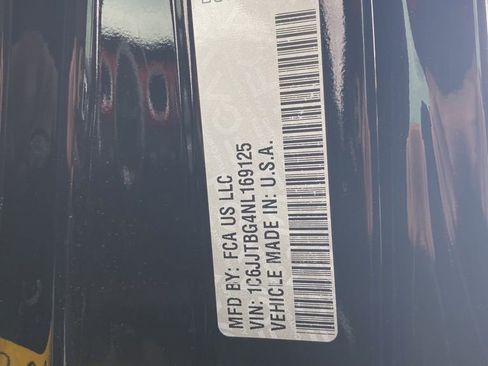 MFD BY: FCA US LLC
VIN: 1C6JJTBG4NL169125
VEHICLE MADE IN: U.S.A.